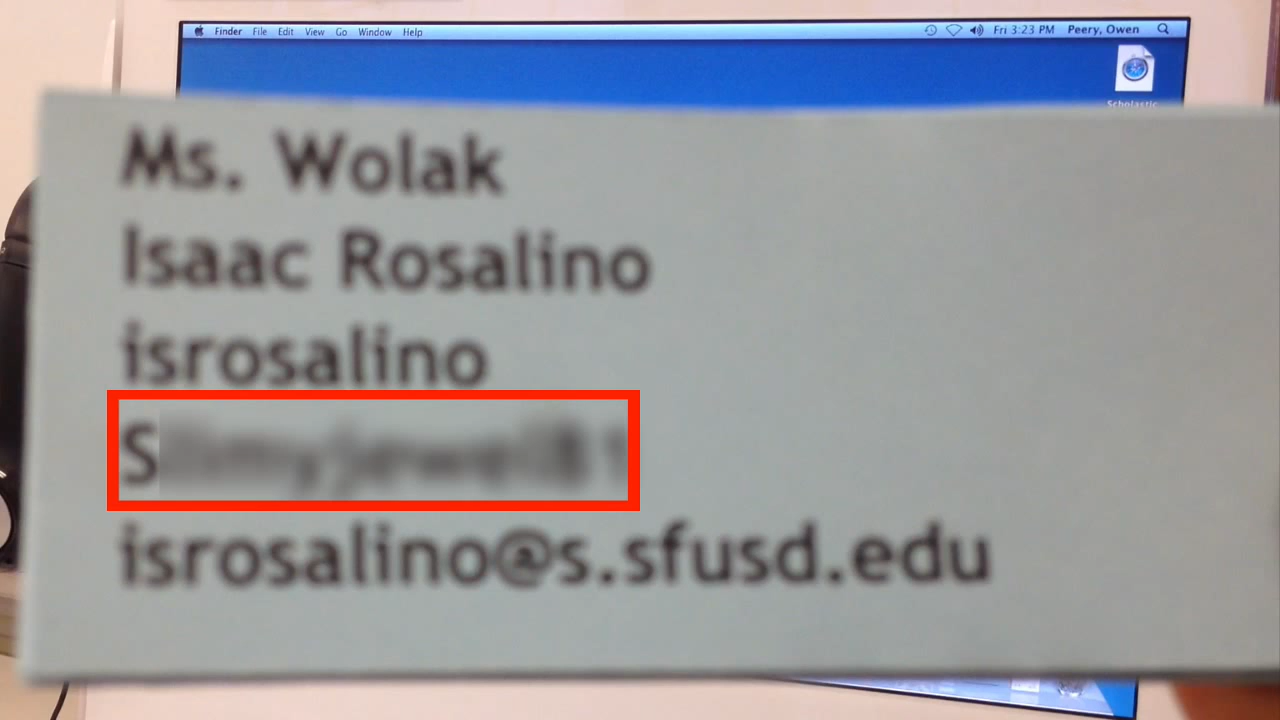 Finder File Edit View Go Window Help Fri 3:23 PM Peery, Owen
Scholastic
Ms. Wolak
Isaac Rosalino
isrosalino
isrosalino@s.sfusd.edu